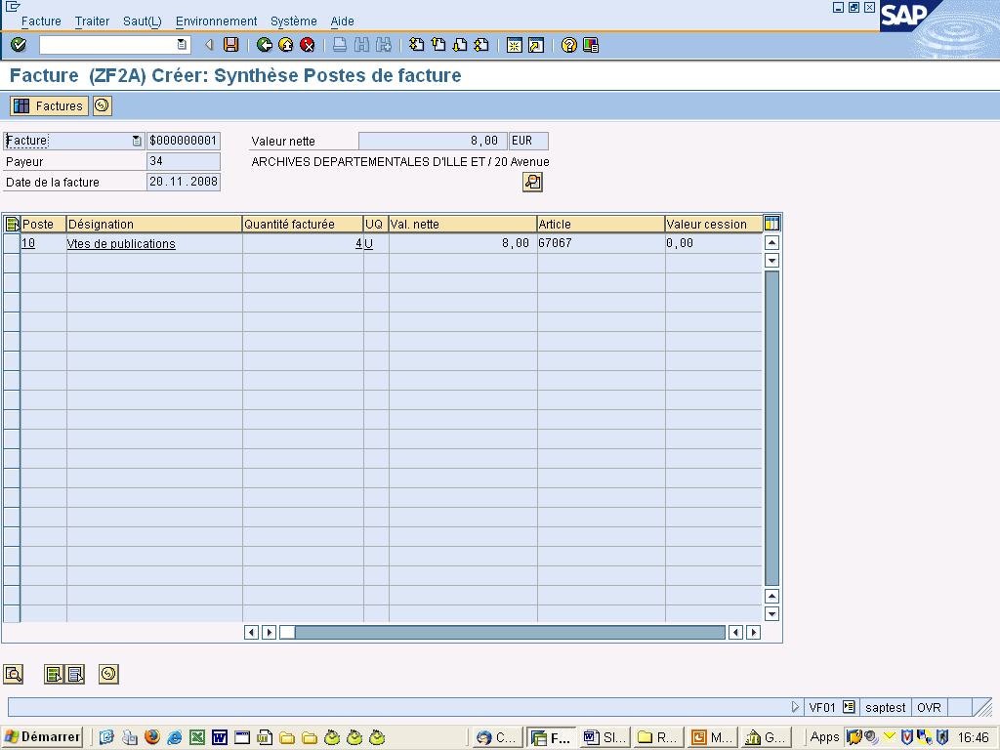 Facture Traiter Saut(L) Environnement Système Aide
SAP
Facture (ZF2A) Créer: Synthèse Postes de facture
Factures
Facture $000000001 Valeur nette 8,00 EUR
Payeur 34 ARCHIVES DEPARTEMENTALES D'ILLE ET / 20 Avenue
Date de la facture 20.11.2008
Poste Désignation Quantité facturée UQ Val. nette Article Valeur cession
10 Vtes de publications 4 U 8,00 67067 0,00
VF01 saptest OVR
Démarrer C... F... SI... R... M... G... Apps 16:46